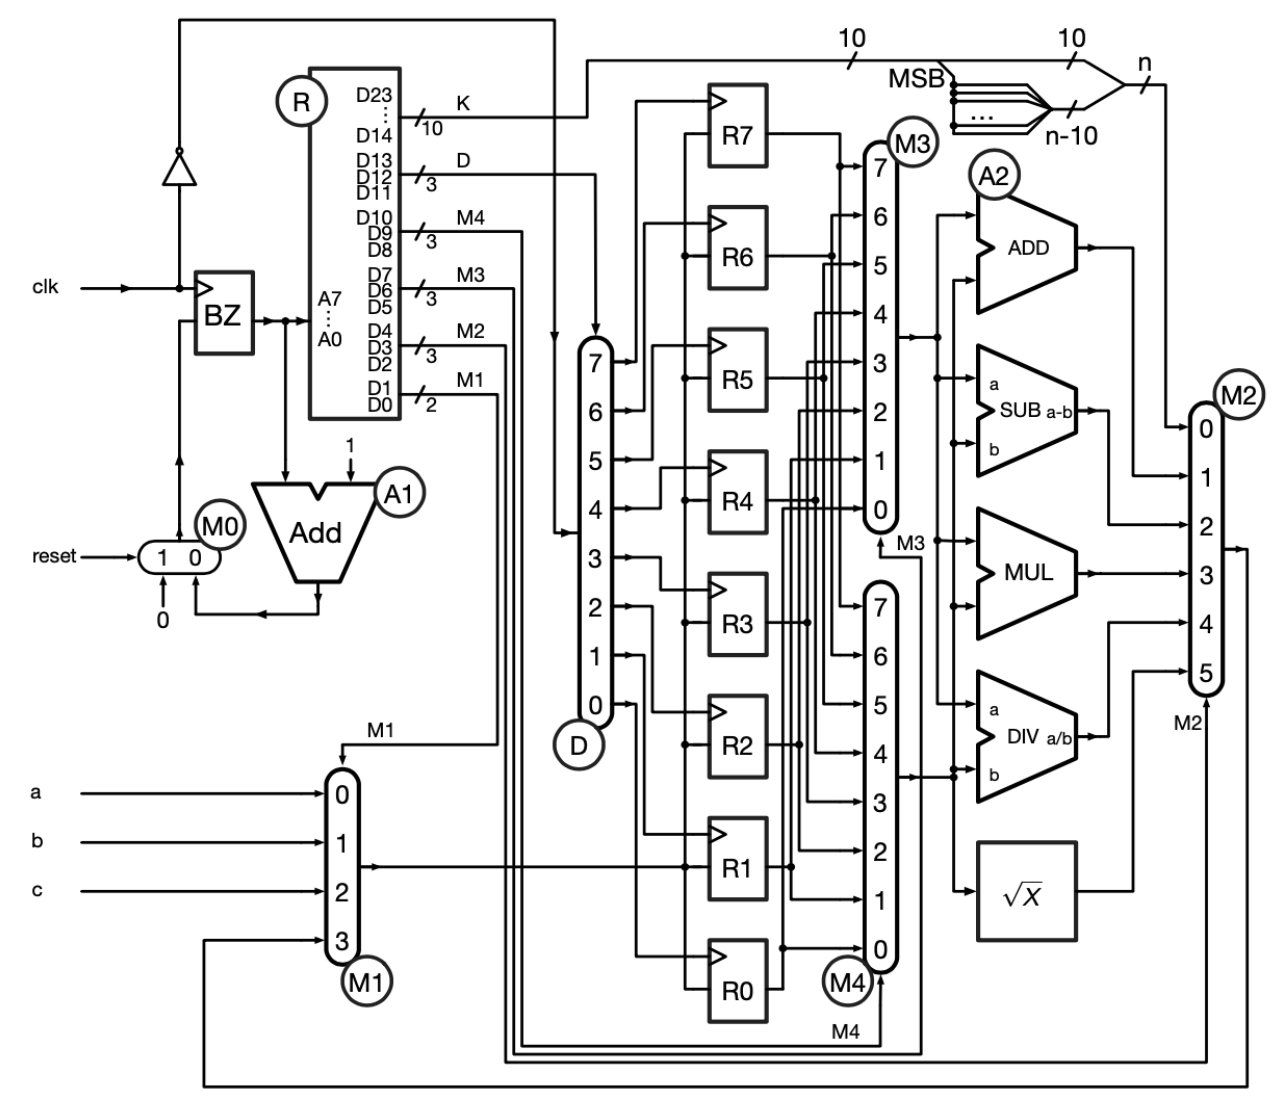 10 10 n
MSB
n-10
R
D23
⋮
D14
K
10
D13
D12
D11
D
3
D10
D9
D8
M4
3
D7
D6
D5
M3
3
D4
D3
D2
M2
3
D1
D0
M1
2
A7
⋮
A0
clk
BZ
1
A1
Add
M0
reset
1 0
0
7
6
5
4
3
2
1
0
D
R7
R6
R5
R4
R3
R2
R1
R0
M3
7
6
5
4
3
2
1
0
M3
7
6
5
4
3
2
1
0
M4
M4
A2
ADD
a
SUB a-b
b
MUL
a
DIV a/b
b
√X
...
M2
0
1
2
3
4
5
M2
M1
a
b
c
0
1
2
3
M1